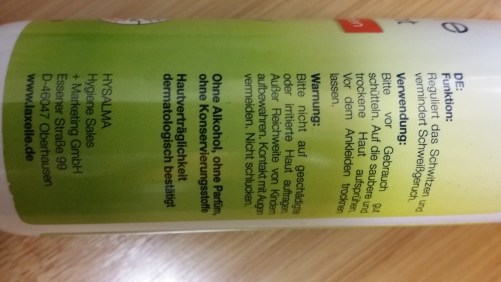 DE:
Funktion:
Reguliert das Schwitzen und
vermindert Schweißgeruch.
Verwendung:
Bitte vor Gebrauch gut
schütteln. Auf die saubere und
trockene Haut aufsprühen.
Vor dem Ankleiden trocknen
lassen.
Warnung:
Bitte nicht auf geschädigte
oder irritierte Haut auftragen.
Außer Reichweite von Kindern
aufbewahren. Kontakt mit Augen
vermeiden. Nicht schlucken.
Ohne Alkohol, ohne Parfüm,
ohne Konservierungsstoffe
Hautverträglichkeit
dermatologisch bestätigt
HYSALMA
Hygiene Sales
+ Marketing GmbH
Essener Straße 99
D-46047 Oberhausen
www.laxelle.de